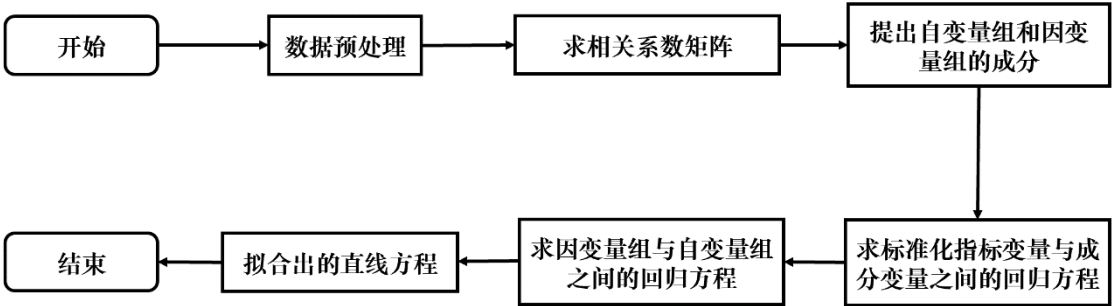 开始
数据预处理
求相关系数矩阵
提出自变量组和因变
量组的成分
求标准化指标变量与成
分变量之间的回归方程
求因变量组与自变量组
之间的回归方程
拟合出的直线方程
结束